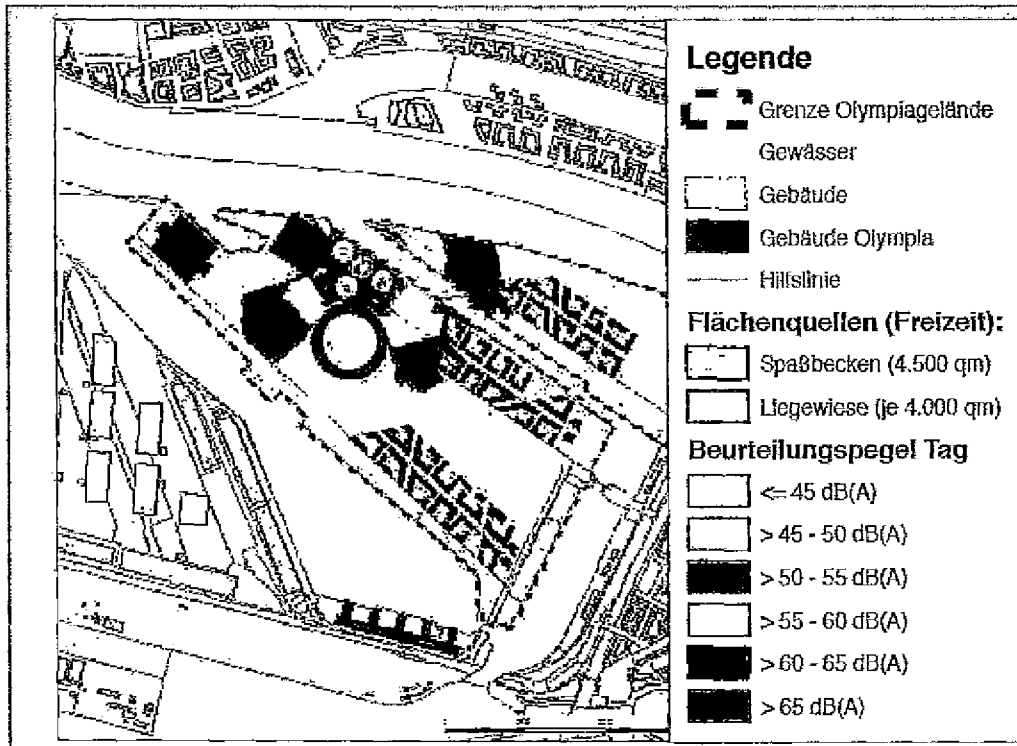 Legende
Grenze Olympiagelände
Gewässer
Gebäude
Gebäude Olympia
Hilfslinie
Flächenquellen (Freizeit):
Spaßbecken (4.500 qm)
Liegewiese (je 4.000 qm)
Beurteilungspegel Tag
<= 45 dB(A)
> 45 - 50 dB(A)
> 50 - 55 dB(A)
> 55 - 60 dB(A)
> 60 - 65 dB(A)
> 65 dB(A)